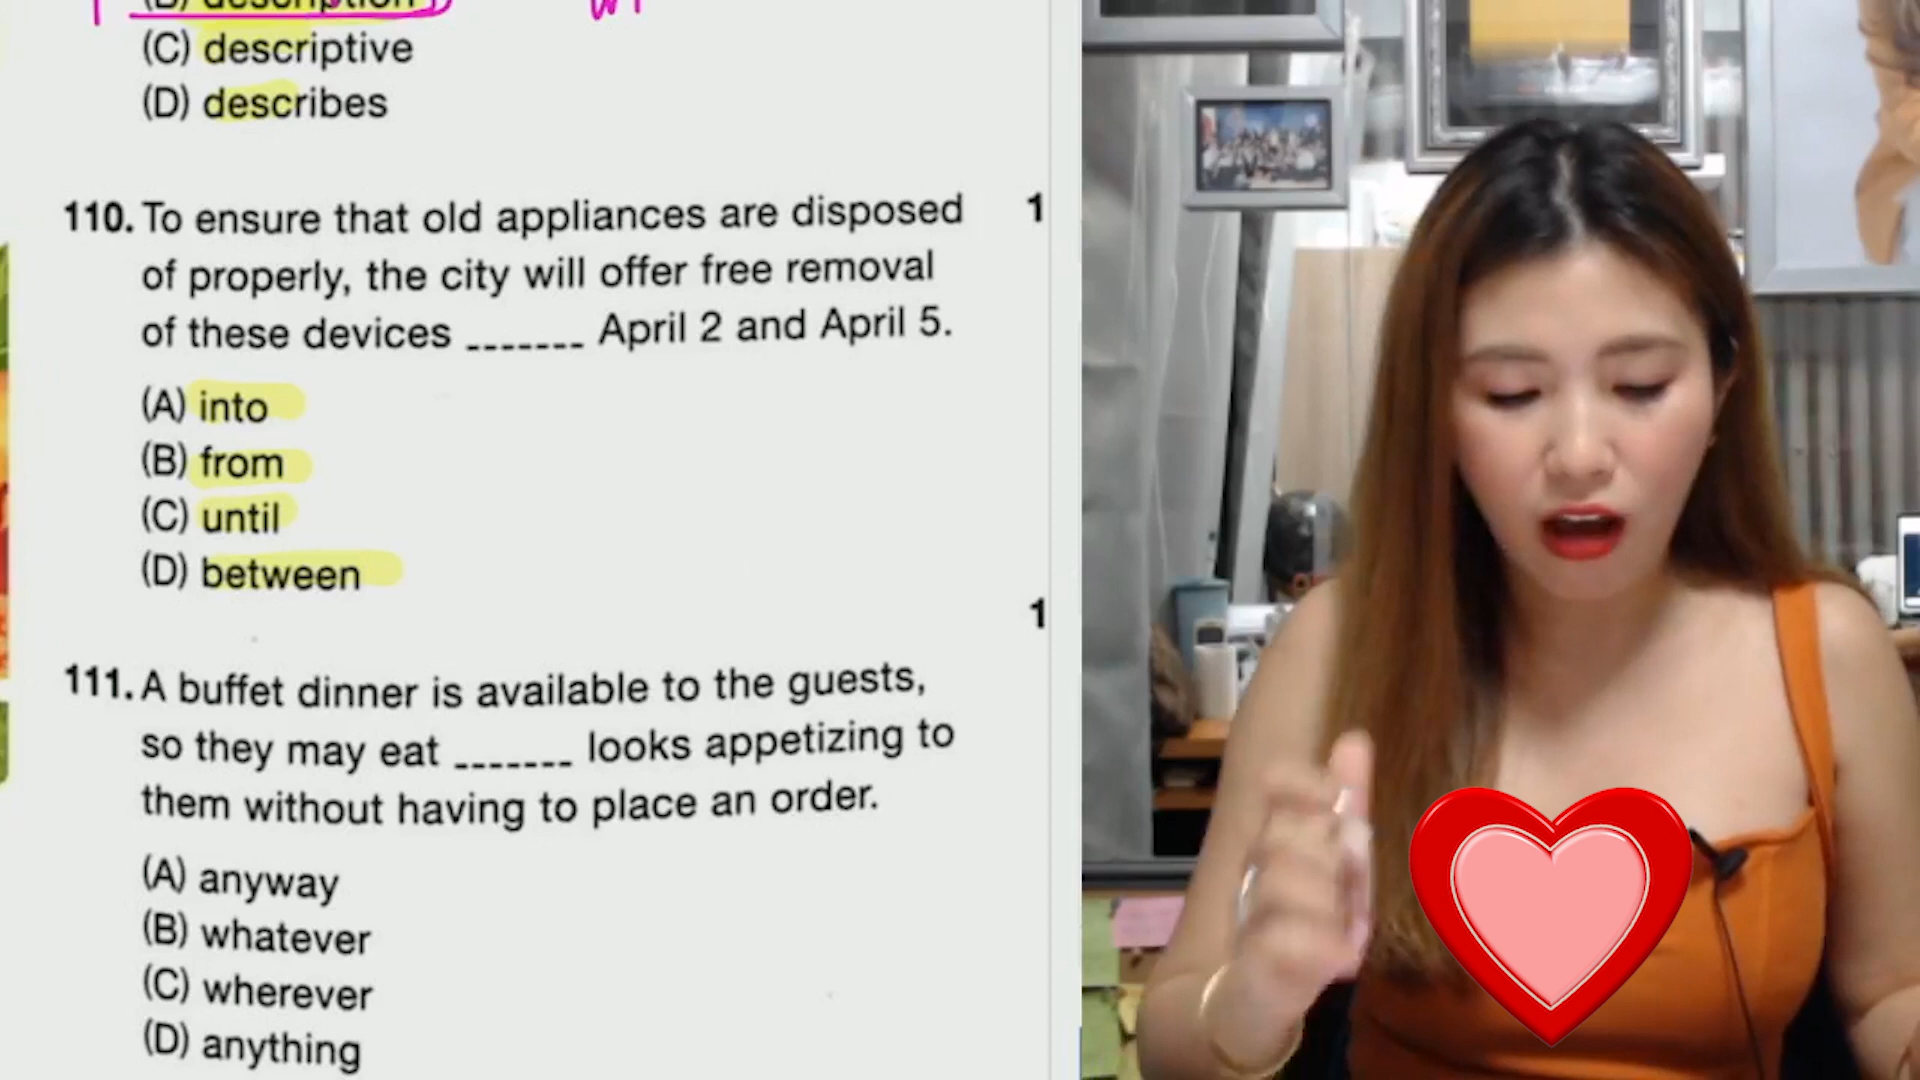 (B) description
(C) descriptive
(D) describes
110. To ensure that old appliances are disposed
of properly, the city will offer free removal
of these devices _______ April 2 and April 5.
(A) into
(B) from
(C) until
(D) between
111. A buffet dinner is available to the guests,
so they may eat _______ looks appetizing to
them without having to place an order.
(A) anyway
(B) whatever
(C) wherever
(D) anything
1
1